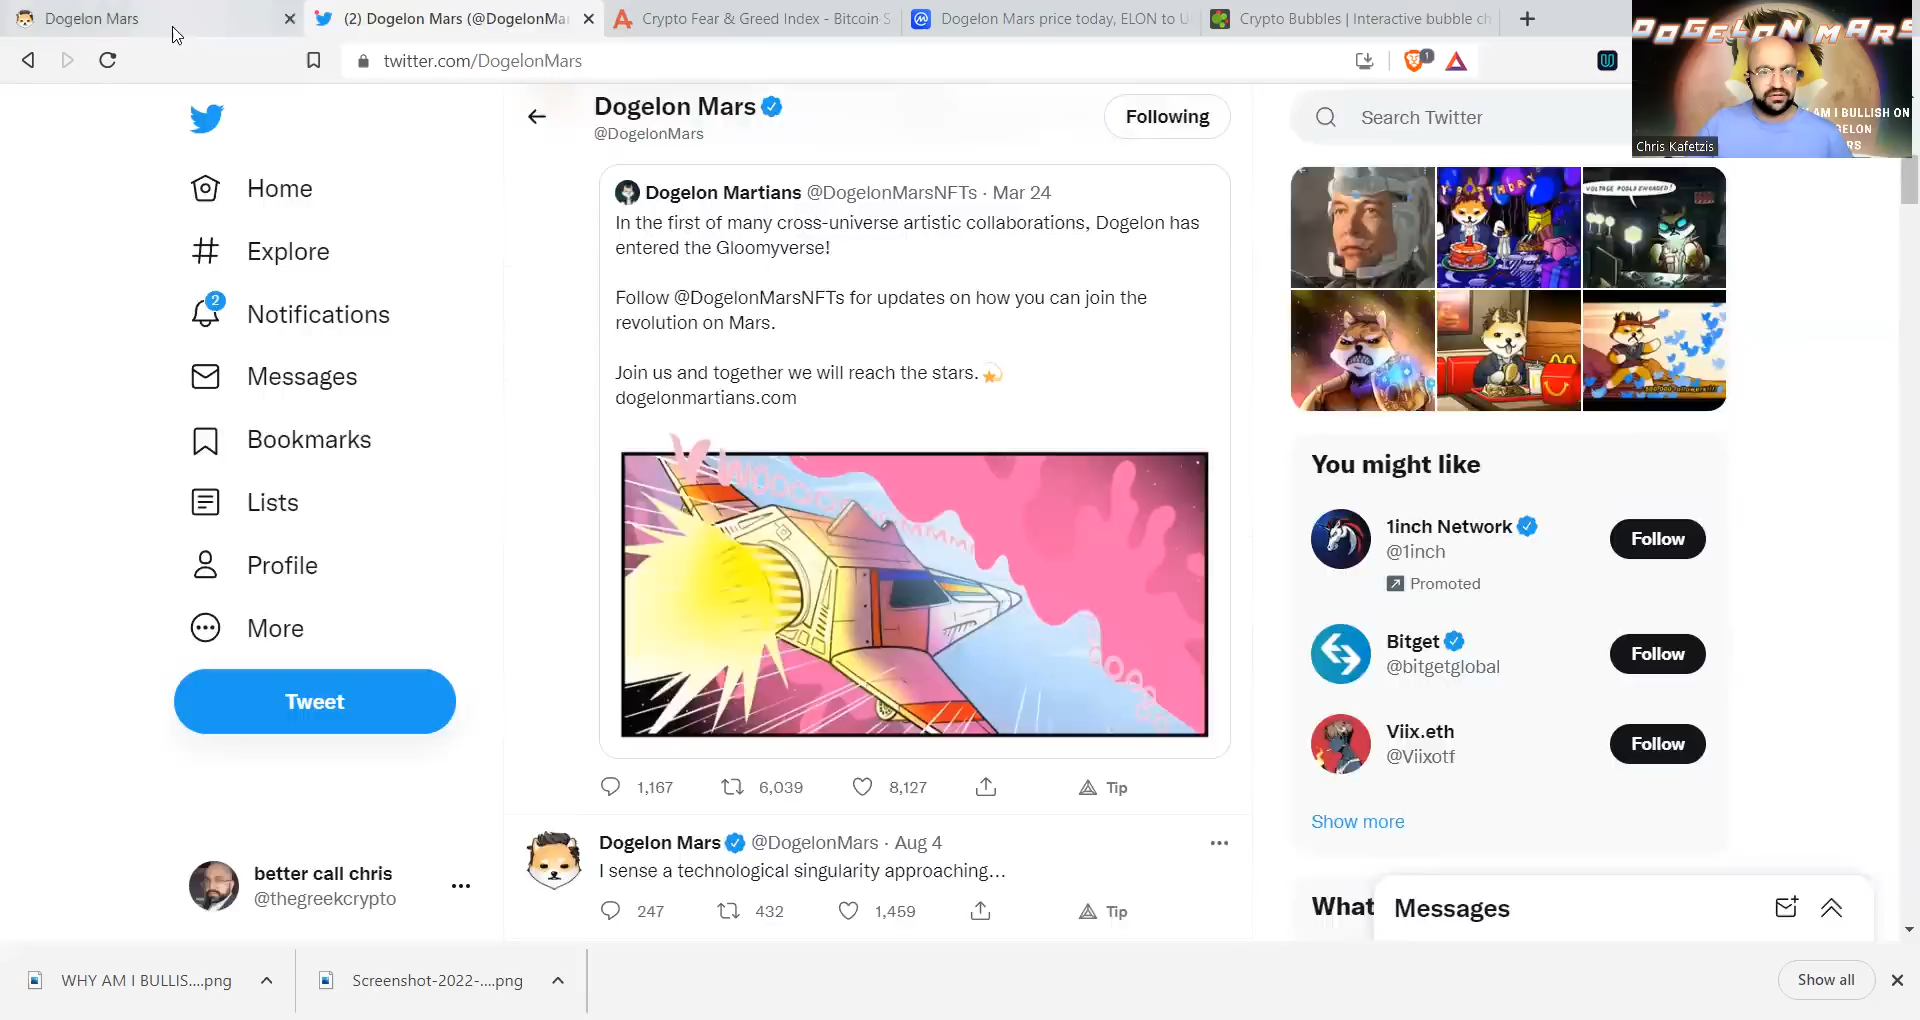 Dogelon Mars
(2) Dogelon Mars (@DogelonMa
Crypto Fear & Greed Index - Bitcoin S
Dogelon Mars price today, ELON to U
Crypto Bubbles | Interactive bubble ch
twitter.com/DogelonMars
1
DOGELON MARS
AM I BULLISH ON
Chris Kafetzis
Home
Explore
2
Notifications
Messages
Bookmarks
Lists
Profile
More
Tweet
better call chris
@thegreekcrypto
Dogelon Mars
@DogelonMars
Following
Dogelon Martians @DogelonMarsNFTs · Mar 24
In the first of many cross-universe artistic collaborations, Dogelon has
entered the Gloomyverse!
Follow @DogelonMarsNFTs for updates on how you can join the
revolution on Mars.
Join us and together we will reach the stars.
dogelonmartians.com
1,167
6,039
8,127
Tip
Dogelon Mars @DogelonMars · Aug 4
I sense a technological singularity approaching...
247
432
1,459
Tip
Search Twitter
VOLTAGE POOLS ENGAGED!
You might like
1inch Network
@1inch
Promoted
Follow
Bitget
@bitgetglobal
Follow
Viix.eth
@Viixotf
Follow
Show more
What
Messages
WHY AM I BULLIS....png
Screenshot-2022-....png
Show all